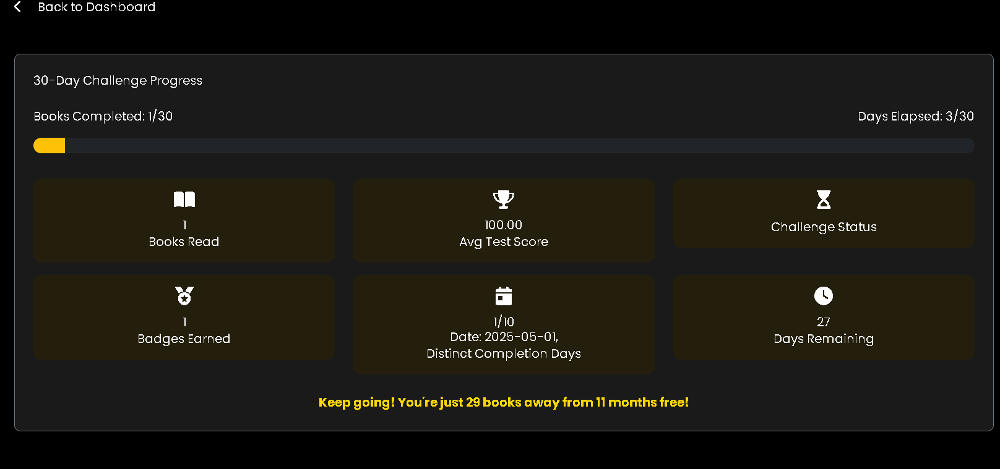 Back to Dashboard
30-Day Challenge Progress
Books Completed: 1/30
Days Elapsed: 3/30
1
Books Read
100.00
Avg Test Score
Challenge Status
1
Badges Earned
1/10
Date: 2025-05-01,
Distinct Completion Days
27
Days Remaining
Keep going! You're just 29 books away from 11 months free!